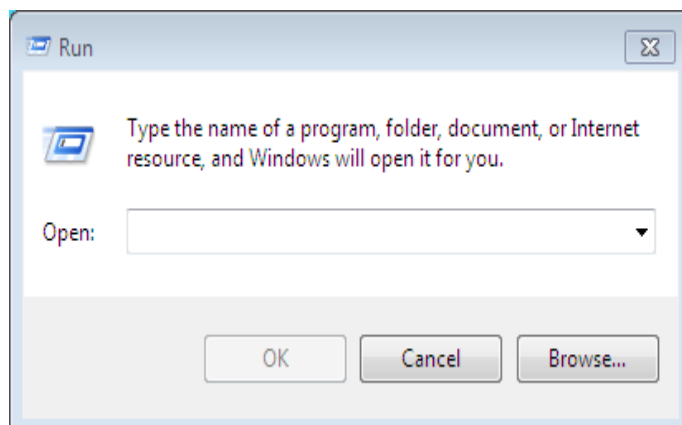 Run
Type the name of a program, folder, document, or Internet
resource, and Windows will open it for you.
Open:
OK Cancel Browse...